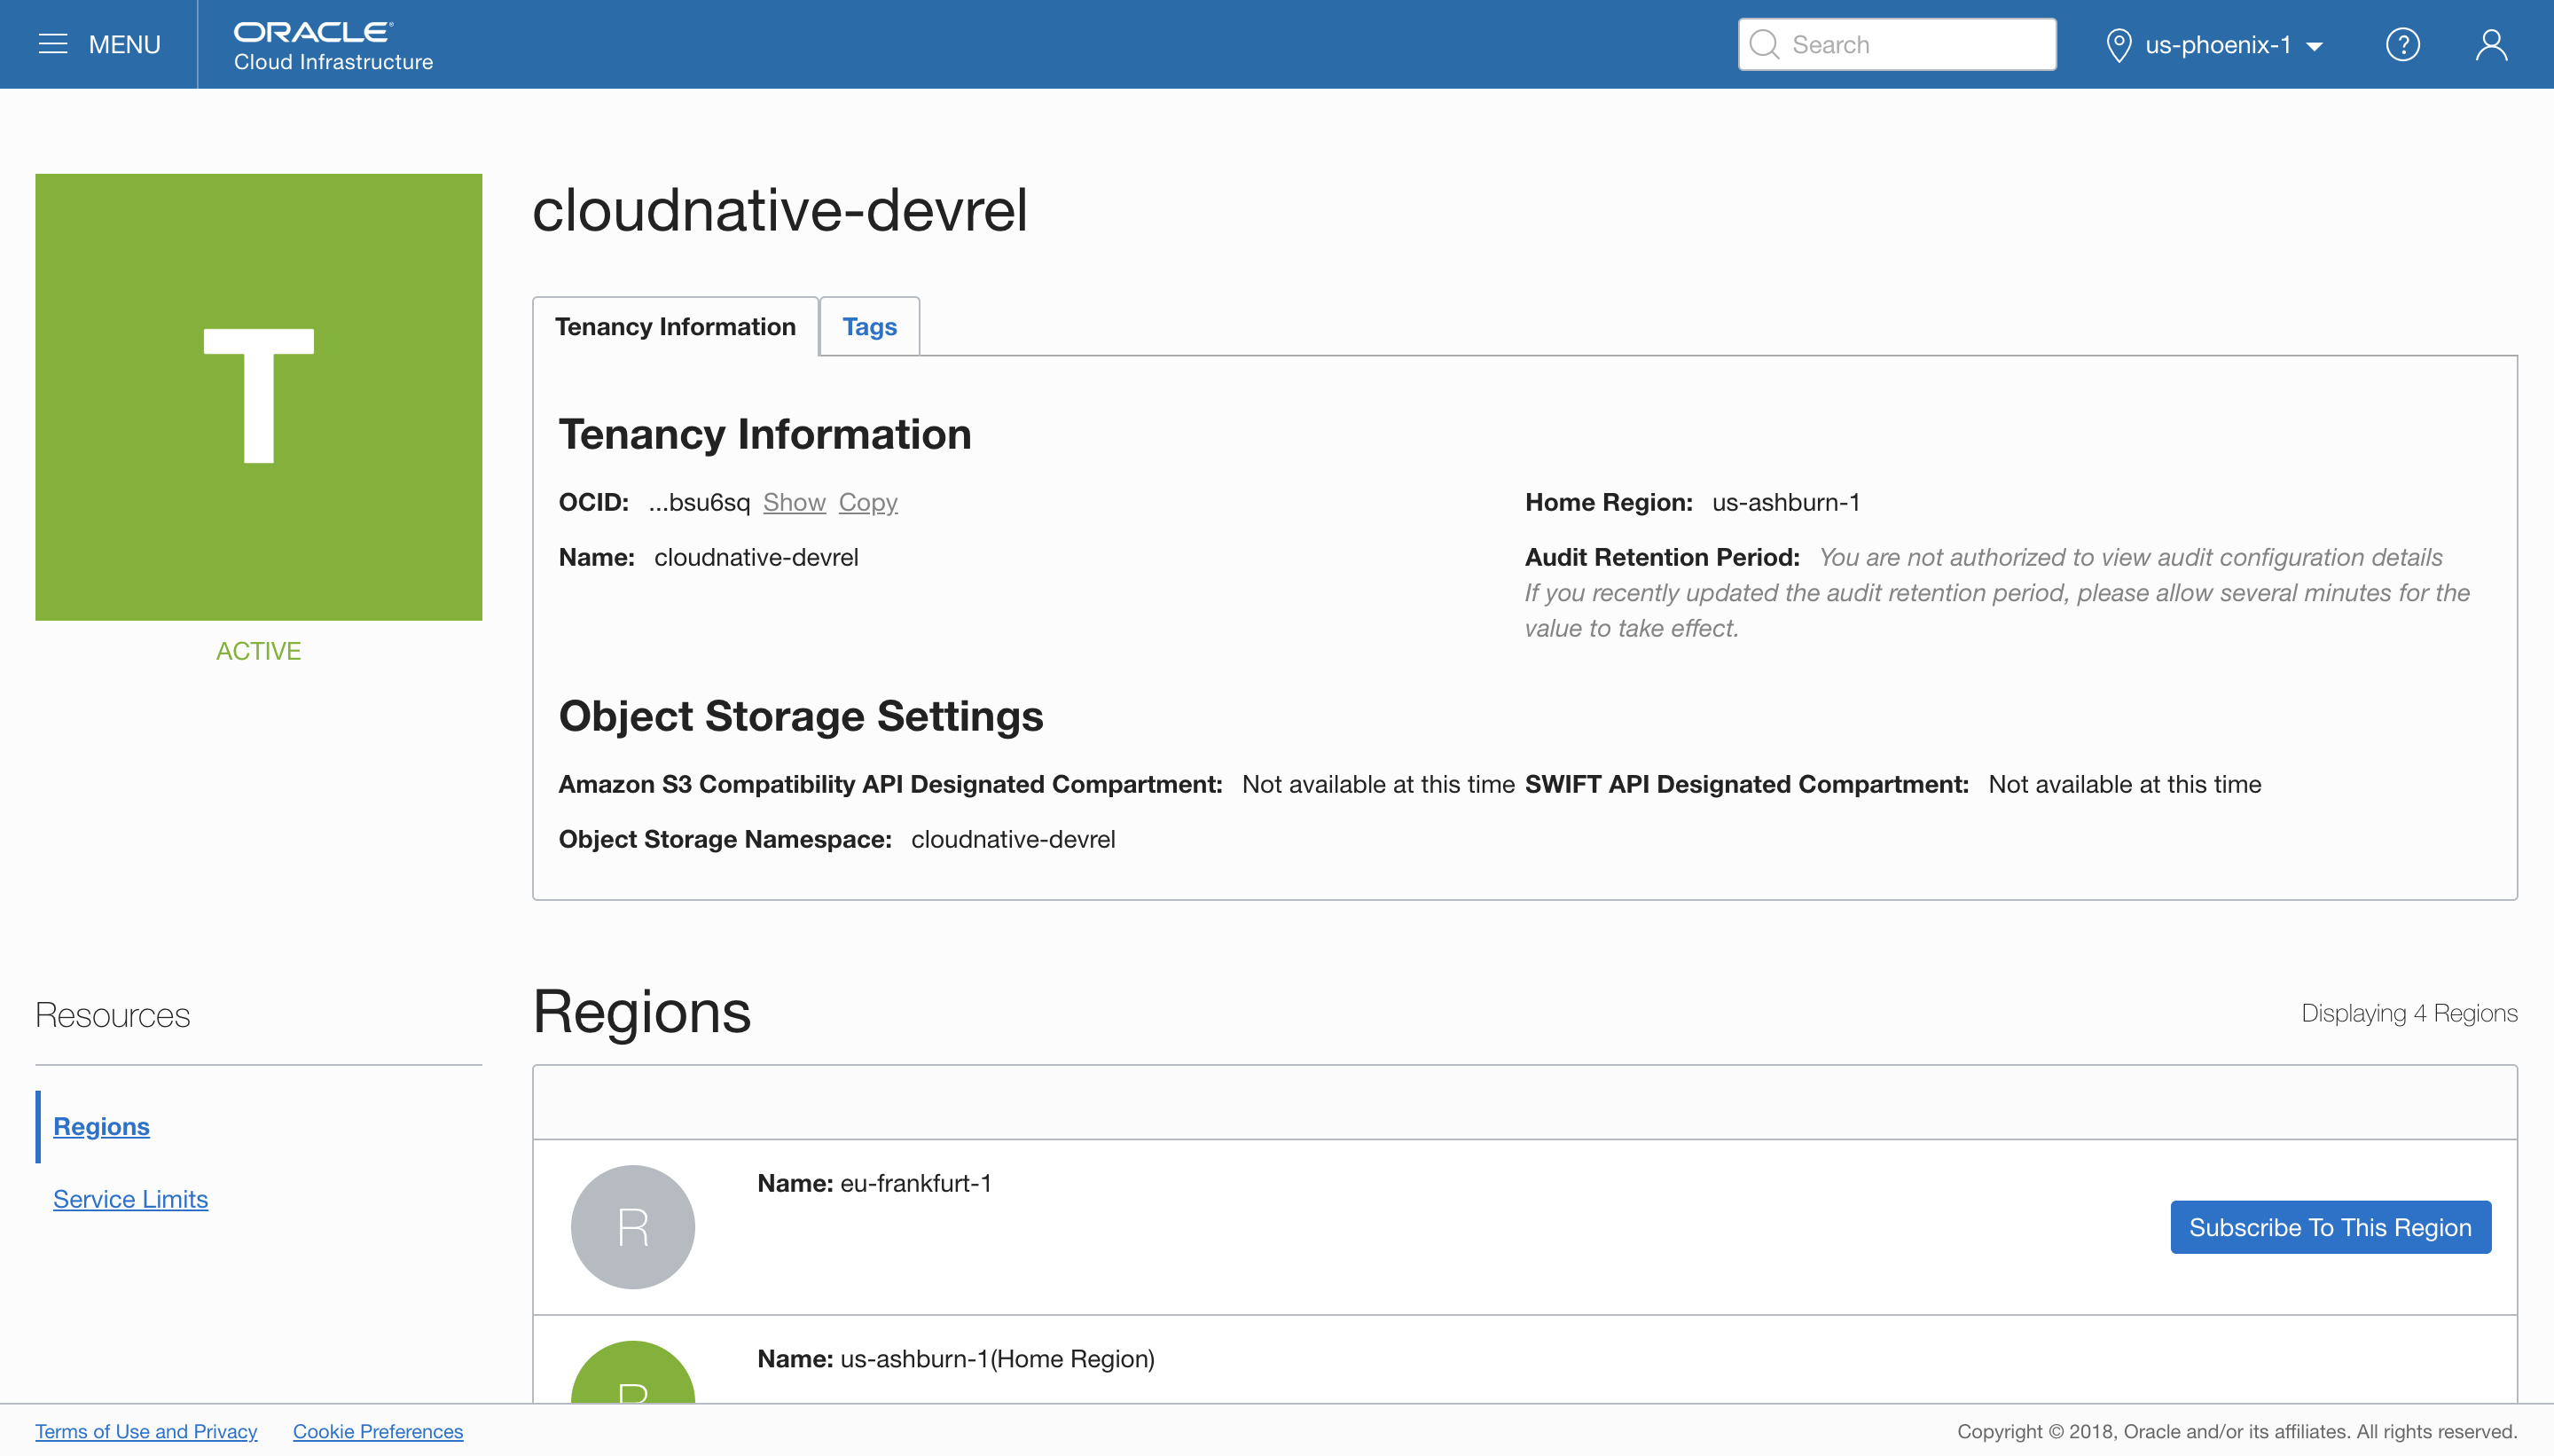 MENU
ORACLE®
Cloud Infrastructure
Search
us-phoenix-1
?
T
ACTIVE
cloudnative-devrel
Tenancy Information
Tags
Tenancy Information
OCID: ...bsu6sq Show Copy
Home Region: us-ashburn-1
Name: cloudnative-devrel
Audit Retention Period: You are not authorized to view audit configuration details
If you recently updated the audit retention period, please allow several minutes for the
value to take effect.
Object Storage Settings
Amazon S3 Compatibility API Designated Compartment: Not available at this time
SWIFT API Designated Compartment: Not available at this time
Object Storage Namespace: cloudnative-devrel
Resources
Regions
Service Limits
Regions
Displaying 4 Regions
R
Name: eu-frankfurt-1
Subscribe To This Region
R
Name: us-ashburn-1(Home Region)
Terms of Use and Privacy
Cookie Preferences
Copyright © 2018, Oracle and/or its affiliates. All rights reserved.